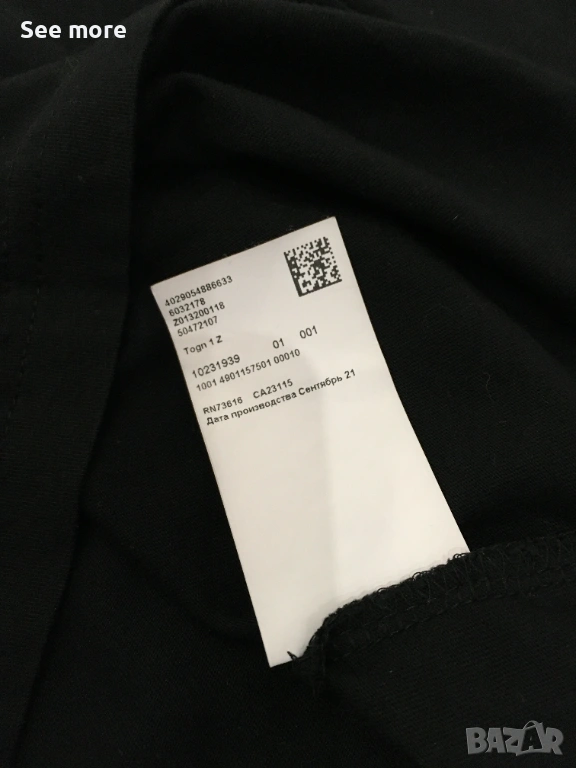 See more
4029054886633
6032178
Z013200118
50472107
Togn 1 Z
10231939 01 001
1001 4901157501 00010
RN73616 CA23115
Дата производства Сентябрь 21
BAZAR